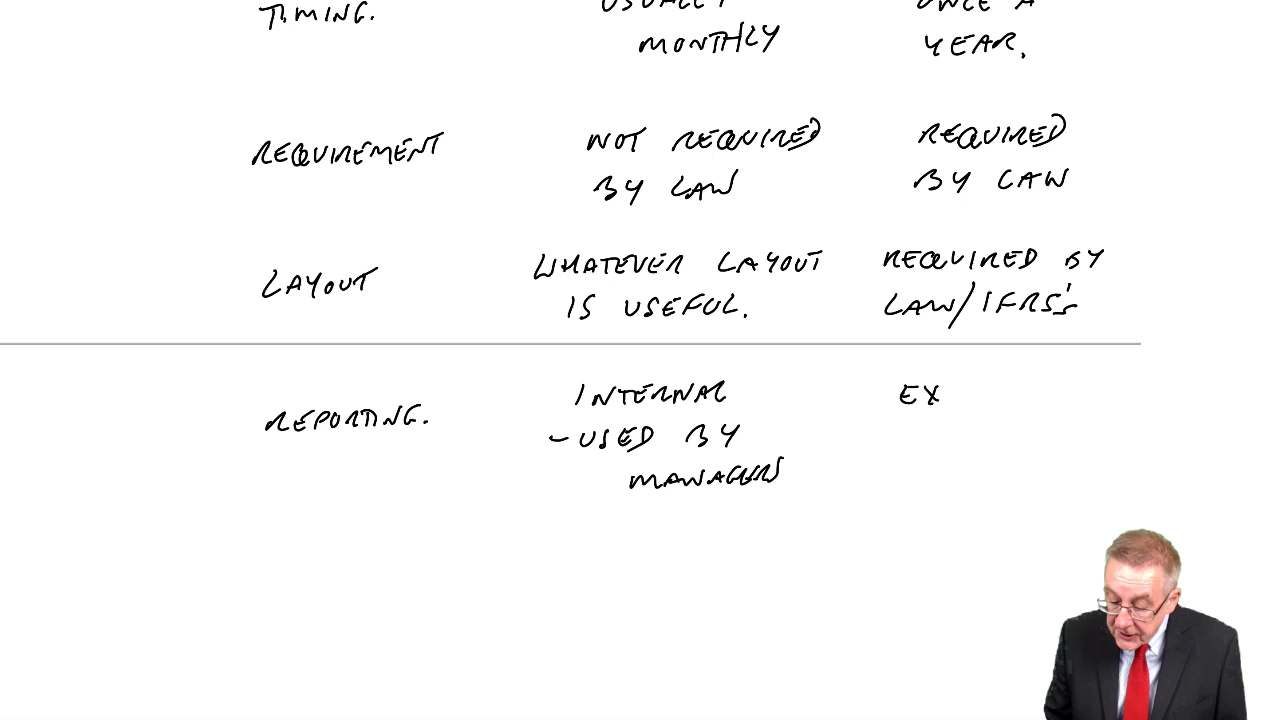 TIMING.
MONTHLY
YEAR.
REQUIREMENT
NOT REQUIRED
BY LAW
REQUIRED
BY LAW
LAYOUT
WHATEVER LAYOUT
IS USEFUL.
REQUIRED BY
LAW/IFRS's
REPORTING.
INTERNAL
- USED BY
MANAGERS
EX